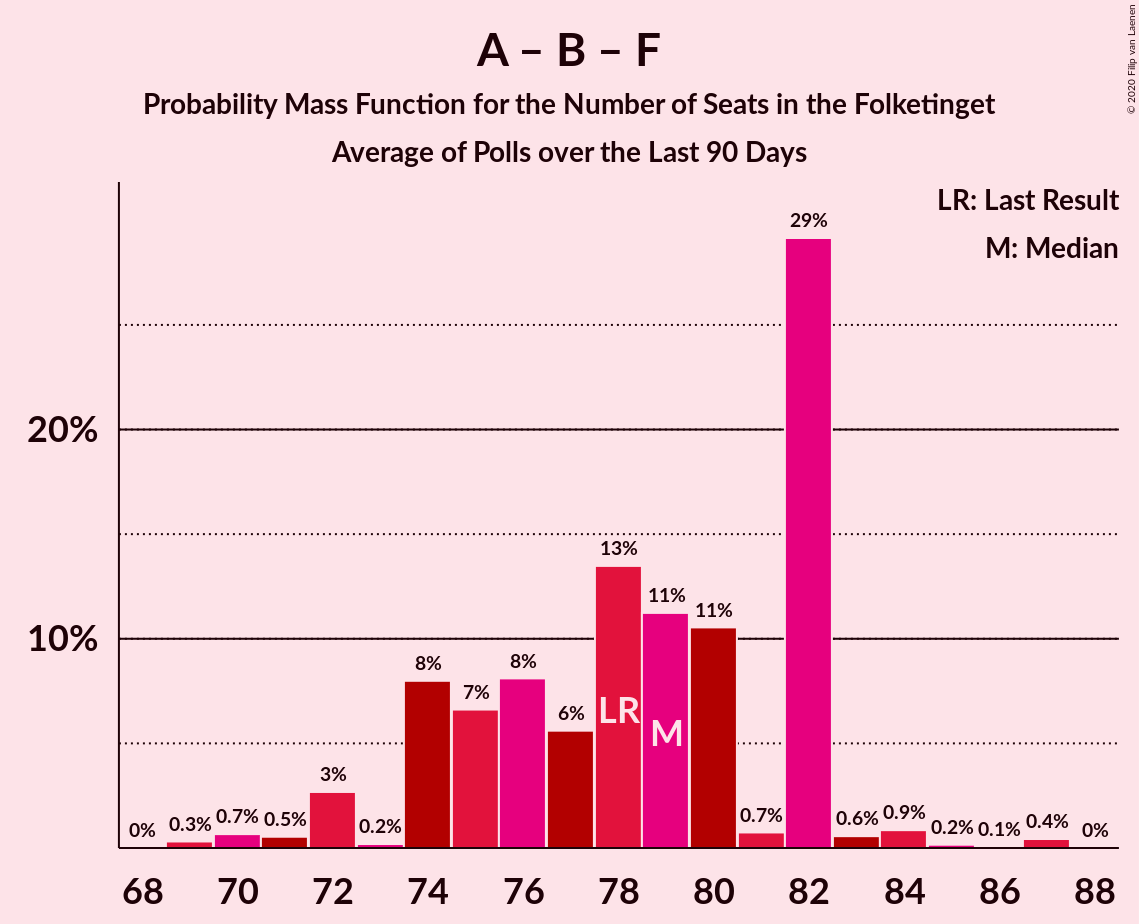 A – B – F
Probability Mass Function for the Number of Seats in the Folketinget
Average of Polls over the Last 90 Days
© 2020 Filip van Laenen
LR: Last Result
M: Median
20%
10%
0%
0.3%
0.7%
0.5%
3%
0.2%
8%
7%
8%
6%
13%
11%
11%
0.7%
29%
0.6%
0.9%
0.2%
0.1%
0.4%
0%
LR
M
68 70 72 74 76 78 80 82 84 86 88